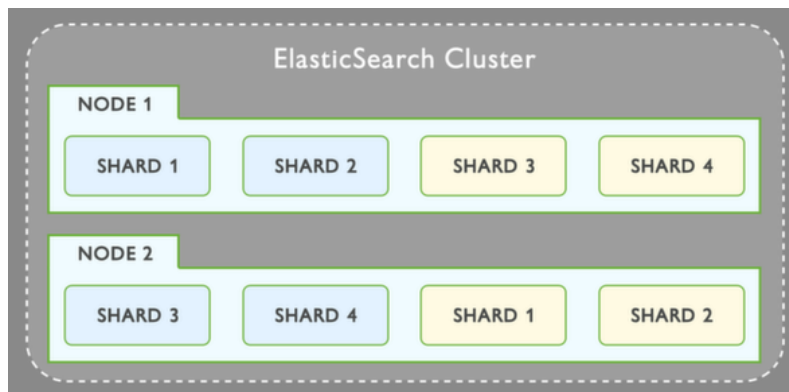 ElasticSearch Cluster
NODE 1
SHARD 1 SHARD 2 SHARD 3 SHARD 4
NODE 2
SHARD 3 SHARD 4 SHARD 1 SHARD 2